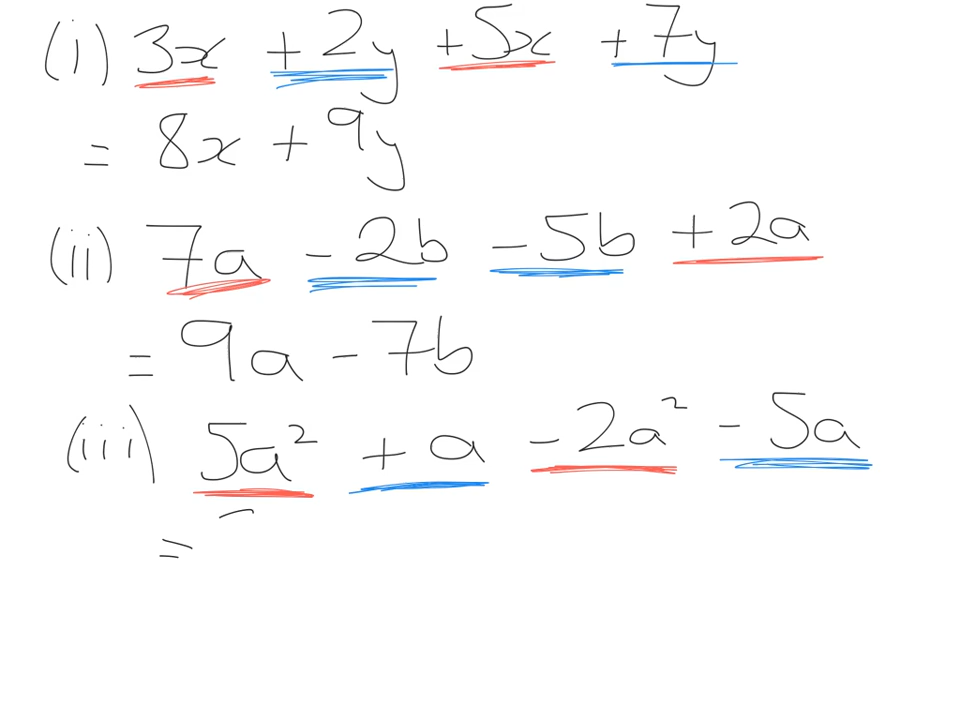 (i) 3x + 2y + 5x + 7y
= 8x + 9y
(ii) 7a - 2b - 5b + 2a
= 9a - 7b
(iii) 5a² + a - 2a² - 5a
=